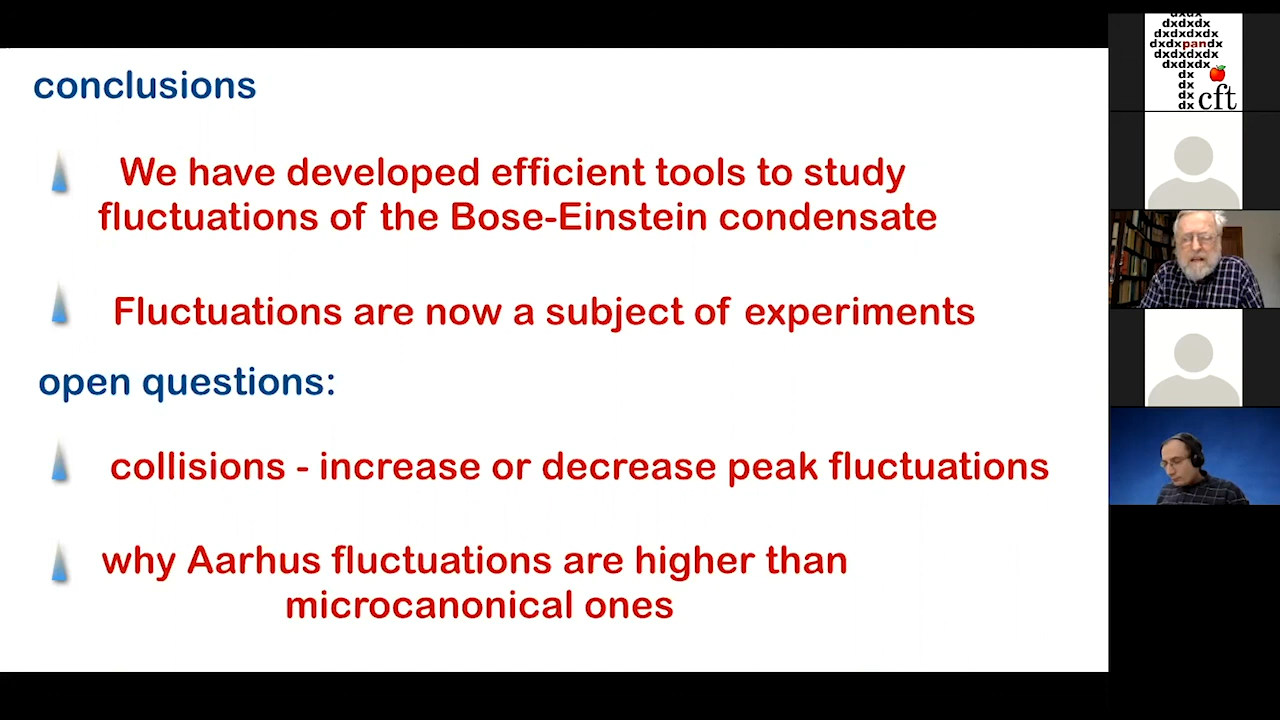 conclusions
We have developed efficient tools to study
fluctuations of the Bose-Einstein condensate
Fluctuations are now a subject of experiments
open questions:
collisions - increase or decrease peak fluctuations
why Aarhus fluctuations are higher than
microcanonical ones
dxdxdx
dxdxdx
dxdxdxdx
dxdxpandx
dxdxdxdx
dxdxdx
dx
dx
dx
dx
cft